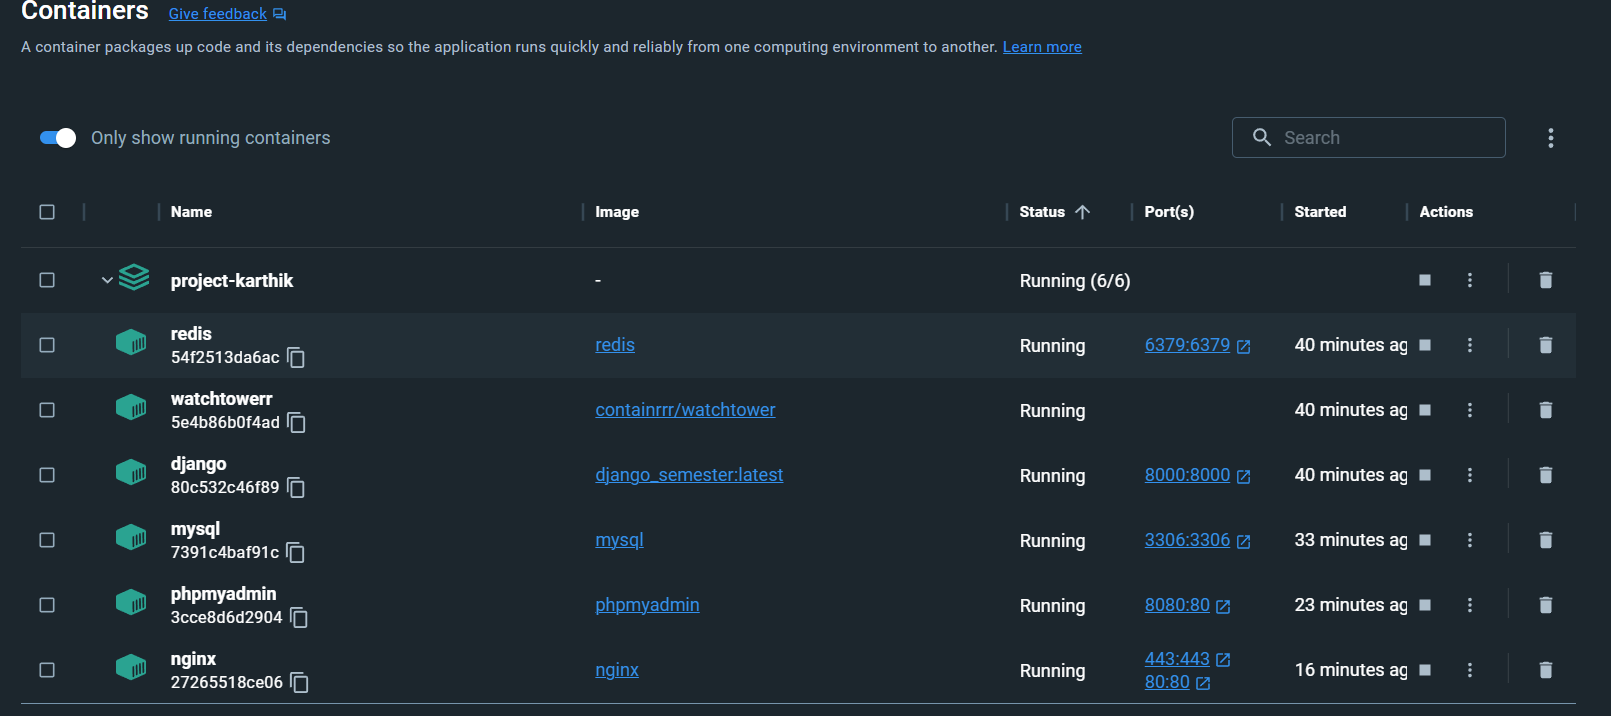 Containers Give feedback
A container packages up code and its dependencies so the application runs quickly and reliably from one computing environment to another. Learn more
Only show running containers
Search
Name Image Status Port(s) Started Actions
project-karthik - Running (6/6)
redis
54f2513da6ac redis Running 6379:6379 40 minutes ag
watchtowerr
5e4b86b0f4ad containrrr/watchtower Running 40 minutes ag
django
80c532c46f89 django_semester:latest Running 8000:8000 40 minutes ag
mysql
7391c4baf91c mysql Running 3306:3306 33 minutes ag
phpmyadmin
3cce8d6d2904 phpmyadmin Running 8080:80 23 minutes ag
nginx 443:443
27265518ce06 nginx Running 80:80 16 minutes ag